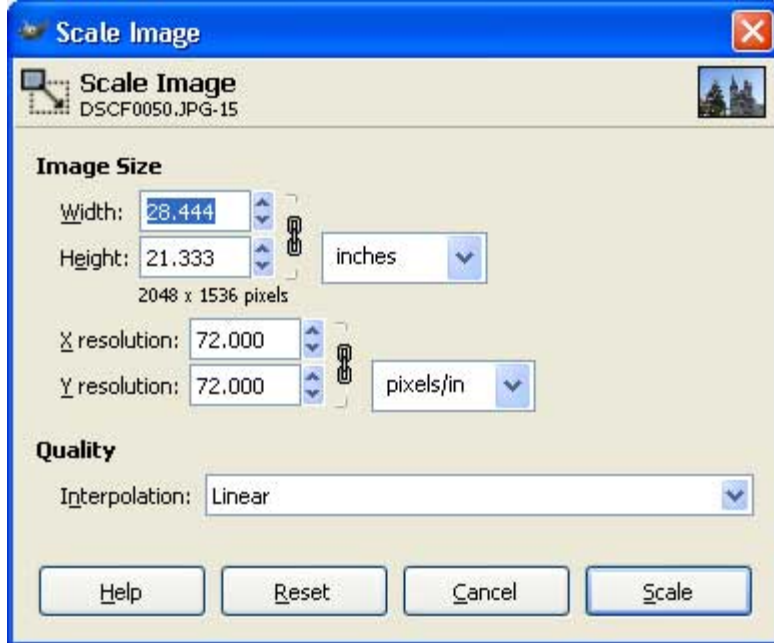 Scale Image
Scale Image
DSCF0050.JPG-15
Image Size
Width: 28.444
Height: 21.333 inches
2048 x 1536 pixels
X resolution: 72.000
Y resolution: 72.000 pixels/in
Quality
Interpolation: Linear
Help Reset Cancel Scale